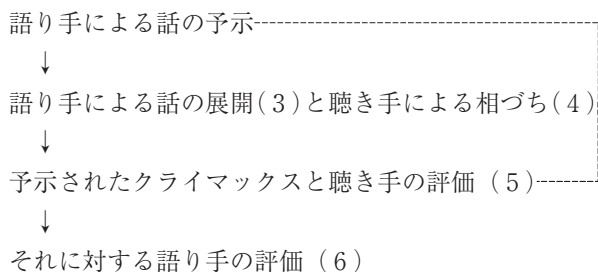 語り手による話の予示
↓
語り手による話の展開(3)と聴き手による相づち(4)
↓
予示されたクライマックスと聴き手の評価(5)
↓
それに対する語り手の評価(6)